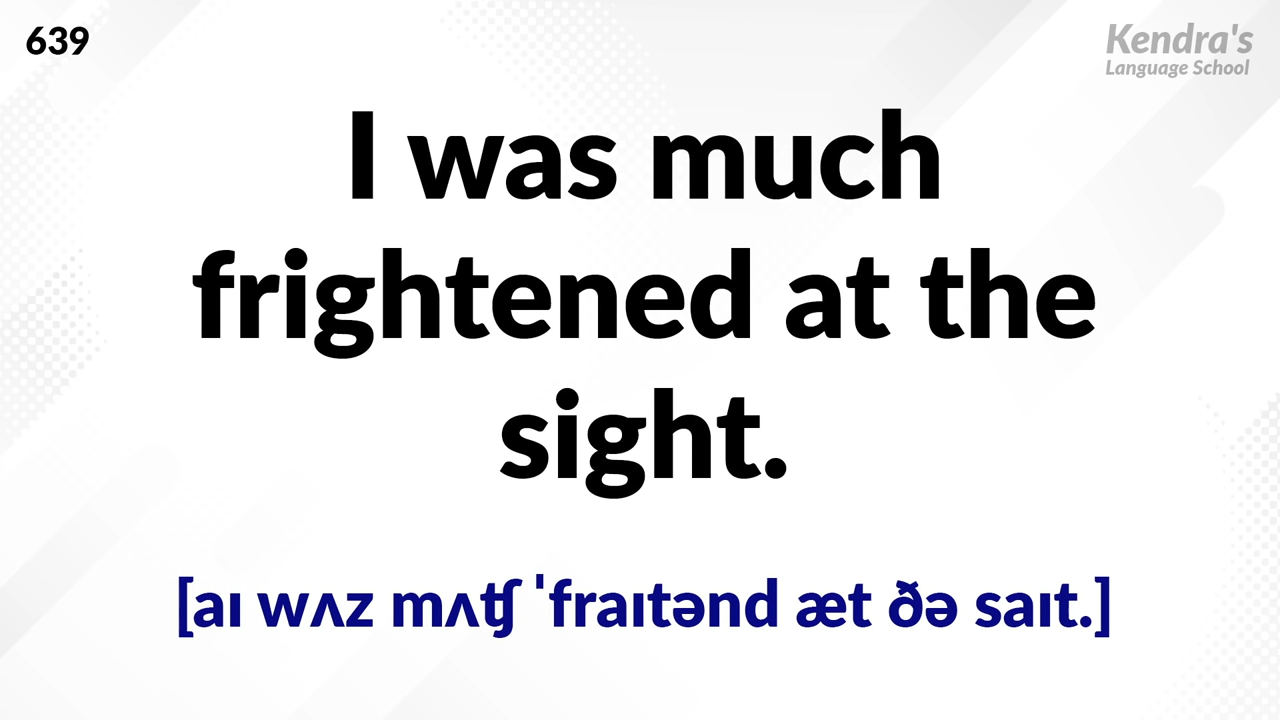 639
Kendra's
Language School
I was much
frightened at the
sight.
[aɪ wʌz mʌʧ ˈfraɪtənd æt ðə saɪt.]